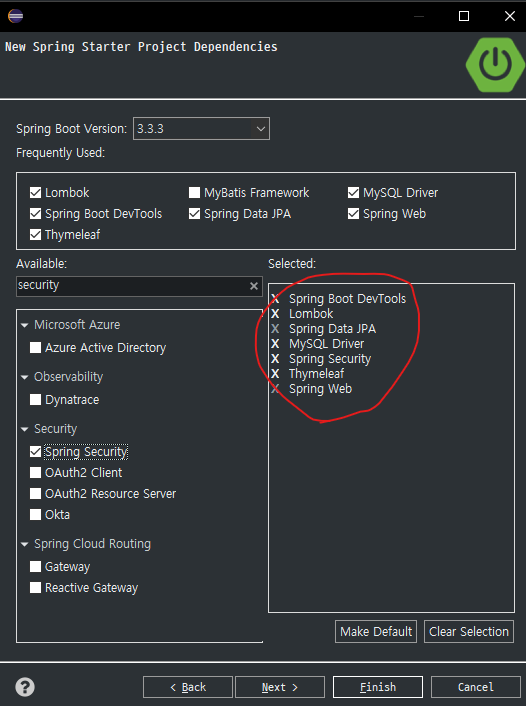 New Spring Starter Project Dependencies
Spring Boot Version: 3.3.3
Frequently Used:
Lombok MyBatis Framework MySQL Driver
Spring Boot DevTools Spring Data JPA Spring Web
Thymeleaf
Available: Selected:
security
Microsoft Azure
Azure Active Directory
Observability
Dynatrace
Security
Spring Security
OAuth2 Client
OAuth2 Resource Server
Okta
Spring Cloud Routing
Gateway
Reactive Gateway
X Spring Boot DevTools
X Lombok
X Spring Data JPA
X MySQL Driver
X Spring Security
X Thymeleaf
X Spring Web
Make Default Clear Selection
? < Back Next > Finish Cancel